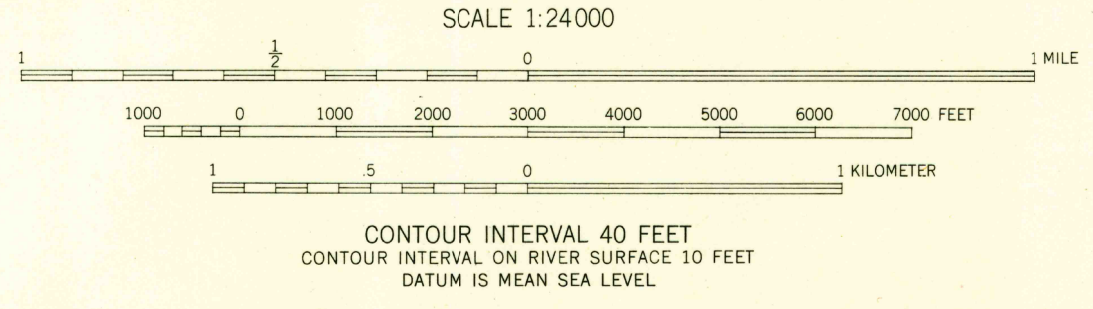 SCALE 1:24000
1 1/2 0 1 MILE
1000 0 1000 2000 3000 4000 5000 6000 7000 FEET
1 .5 0 1 KILOMETER
CONTOUR INTERVAL 40 FEET
CONTOUR INTERVAL ON RIVER SURFACE 10 FEET
DATUM IS MEAN SEA LEVEL